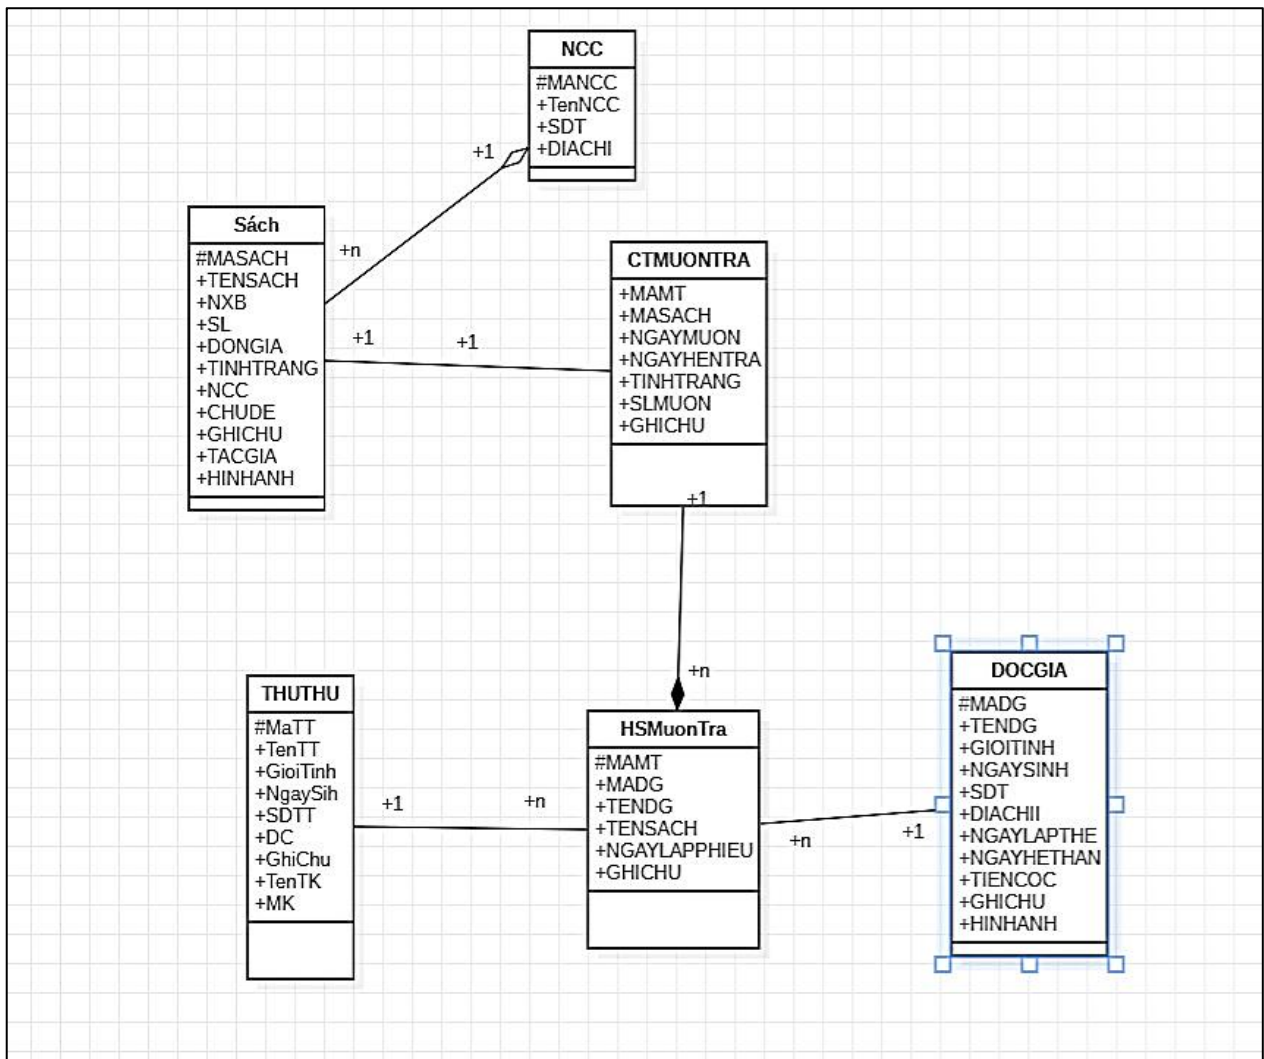 NCC
#MANCC
+TenNCC
+SDT
+DIACHI
+1
+n
Sách
#MASACH
+TENSACH
+NXB
+SL
+DONGIA
+TINHTRANG
+NCC
+CHUDE
+GHICHU
+TACGIA
+HINHANH
+1
+1
CTMUONTRA
+MAMT
+MASACH
+NGAYMUON
+NGAYHENTRA
+TINHTRANG
+SLMUON
+GHICHU
+1
+n
THUTHU
#MaTT
+TenTT
+GioiTinh
+NgaySih
+SDTT
+DC
+GhiChu
+TenTK
+MK
+1
+n
HSMuonTra
#MAMT
+MADG
+TENDG
+TENSACH
+NGAYLAPPHIEU
+GHICHU
+n
+1
DOCGIA
#MADG
+TENDG
+GIOITINH
+NGAYSINH
+SDT
+DIACHII
+NGAYLAPTHE
+NGAYHETHAN
+TIENCOC
+GHICHU
+HINHANH